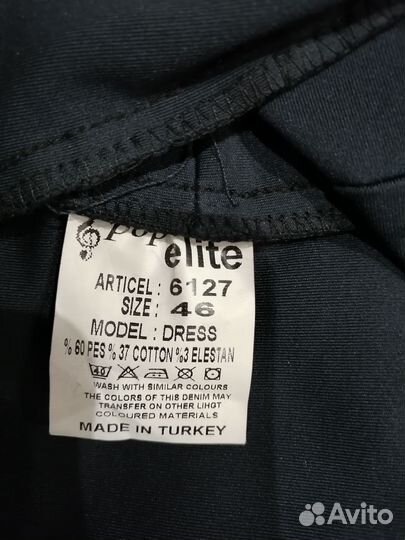 elite
ARTICEL: 6127
SIZE: 46
MODEL: DRESS
% 60 PES % 37 COTTON %3 ELESTAN
40
WASH WITH SIMILAR COLOURS
THE COLORS OF THIS DENIM MAY
TRANSFER ON OTHER LIHGT
COLOURED MATERIALS
MADE IN TURKEY
Avito